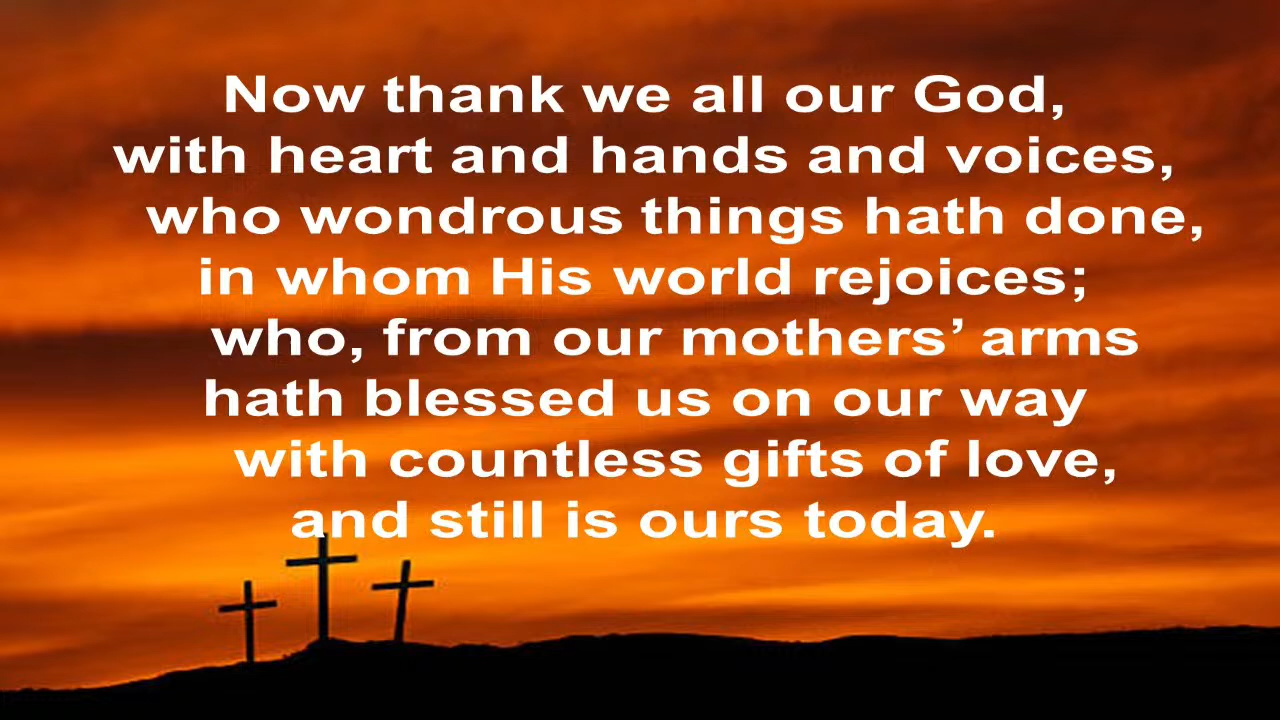 Now thank we all our God,
with heart and hands and voices,
who wondrous things hath done,
in whom His world rejoices;
who, from our mothers’ arms
hath blessed us on our way
with countless gifts of love,
and still is ours today.